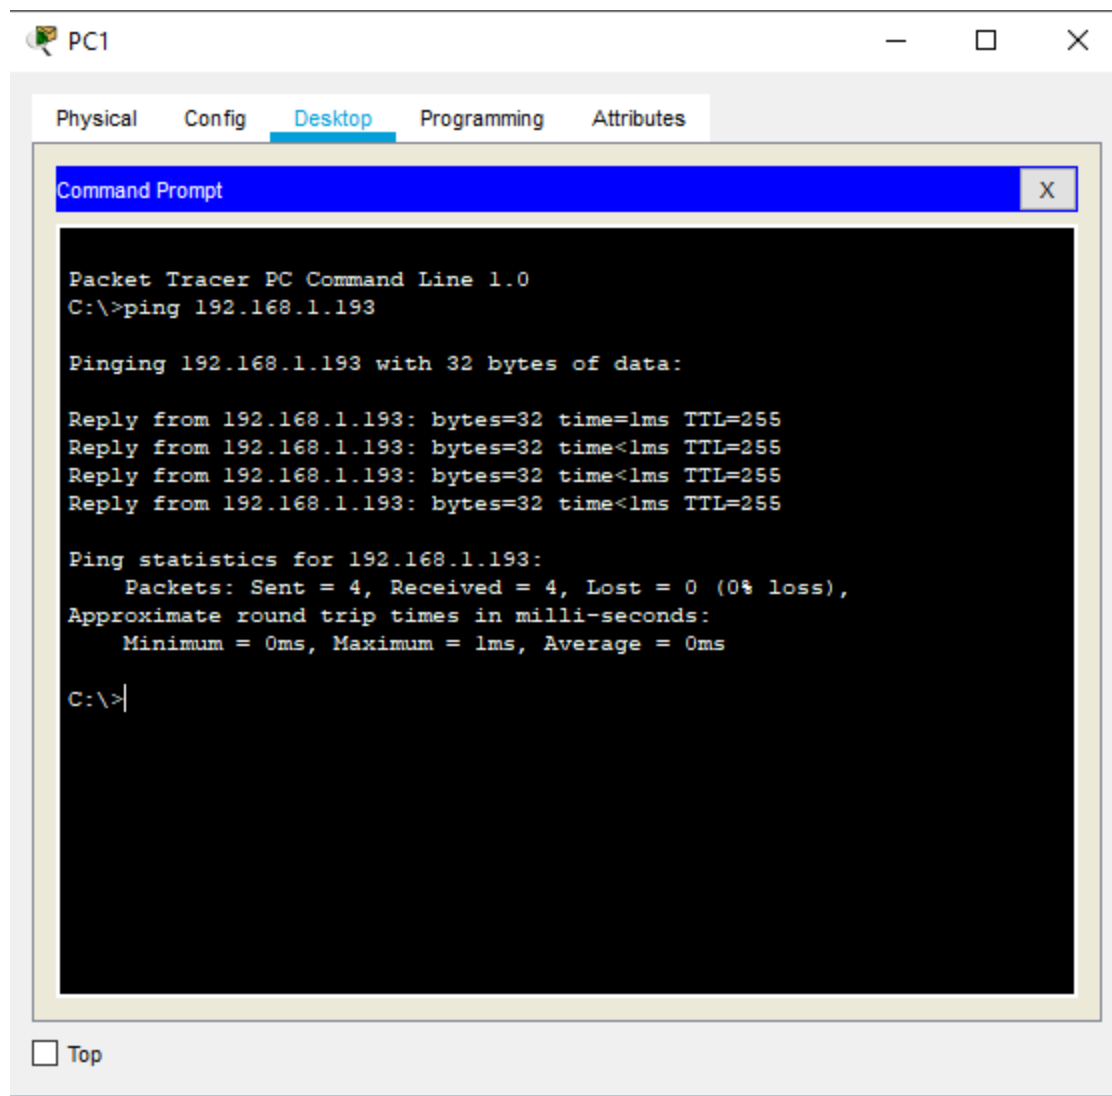 PC1
Physical Config Desktop Programming Attributes
Command Prompt X
Packet Tracer PC Command Line 1.0
C:\>ping 192.168.1.193
Pinging 192.168.1.193 with 32 bytes of data:
Reply from 192.168.1.193: bytes=32 time=1ms TTL=255
Reply from 192.168.1.193: bytes=32 time<1ms TTL=255
Reply from 192.168.1.193: bytes=32 time<1ms TTL=255
Reply from 192.168.1.193: bytes=32 time<1ms TTL=255
Ping statistics for 192.168.1.193:
Packets: Sent = 4, Received = 4, Lost = 0 (0% loss),
Approximate round trip times in milli-seconds:
Minimum = 0ms, Maximum = 1ms, Average = 0ms
C:\>
Top